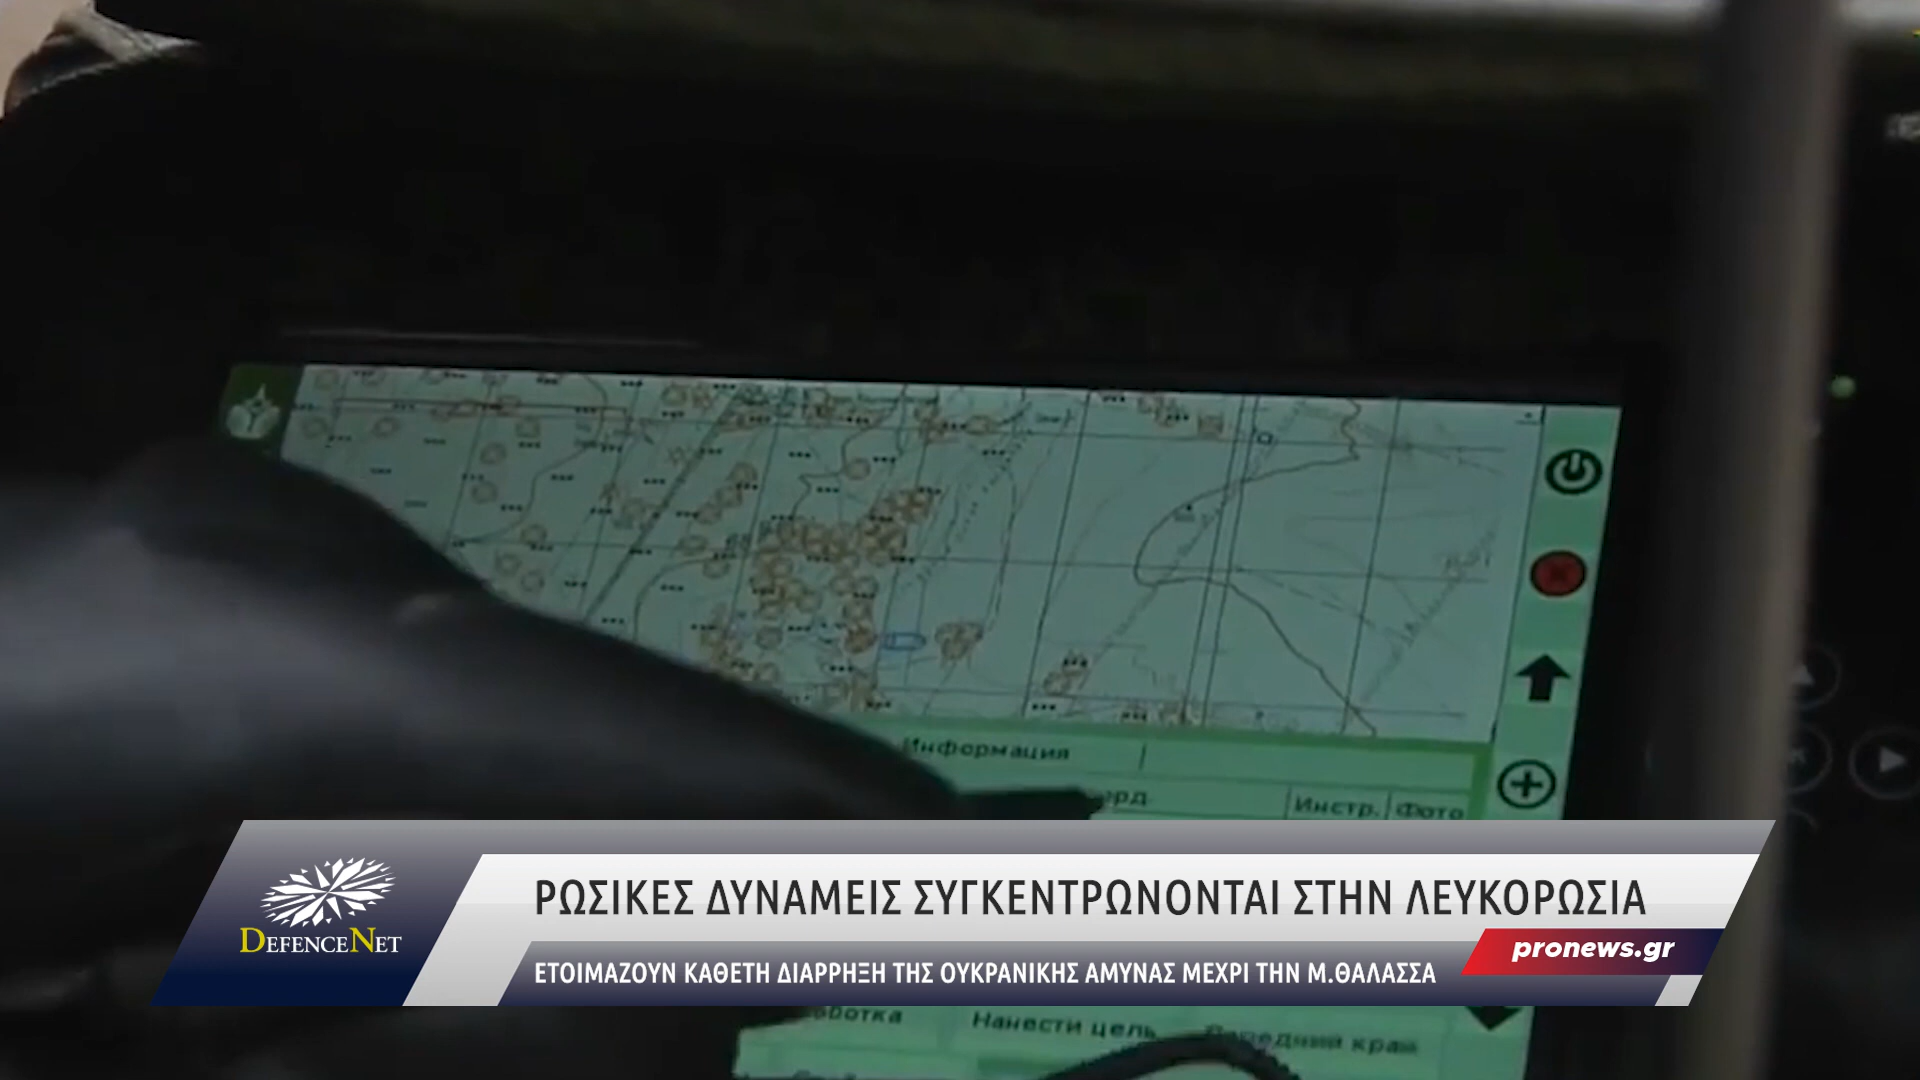 Информация
Инстр. Фото
ΡΩΣΙΚΕΣ ΔΥΝΑΜΕΙΣ ΣΥΓΚΕΝΤΡΩΝΟΝΤΑΙ ΣΤΗΝ ΛΕΥΚΟΡΩΣΙΑ
DEFENCENET
pronews.gr
ΕΤΟΙΜΑΖΟΥΝ ΚΑΘΕΤΗ ΔΙΑΡΡΗΞΗ ΤΗΣ ΟΥΚΡΑΝΙΚΗΣ ΑΜΥΝΑΣ ΜΕΧΡΙ ΤΗΝ Μ.ΘΑΛΑΣΣΑ
Нанести цель